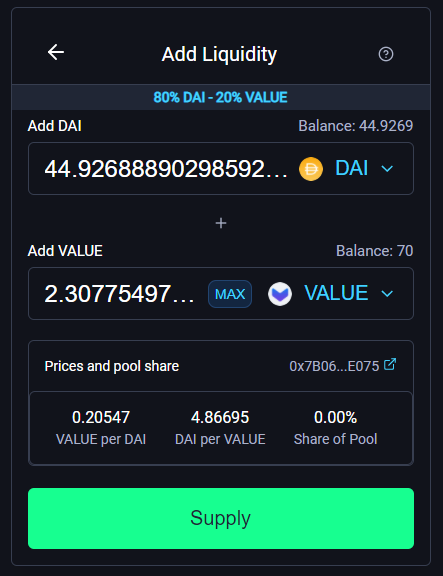 Add Liquidity
80% DAI - 20% VALUE
Add DAI Balance: 44.9269
44.92688890298592... DAI
+
Add VALUE Balance: 70
2.30775497... MAX VALUE
Prices and pool share 0x7B06...E075
0.20547 4.86695 0.00%
VALUE per DAI DAI per VALUE Share of Pool
Supply